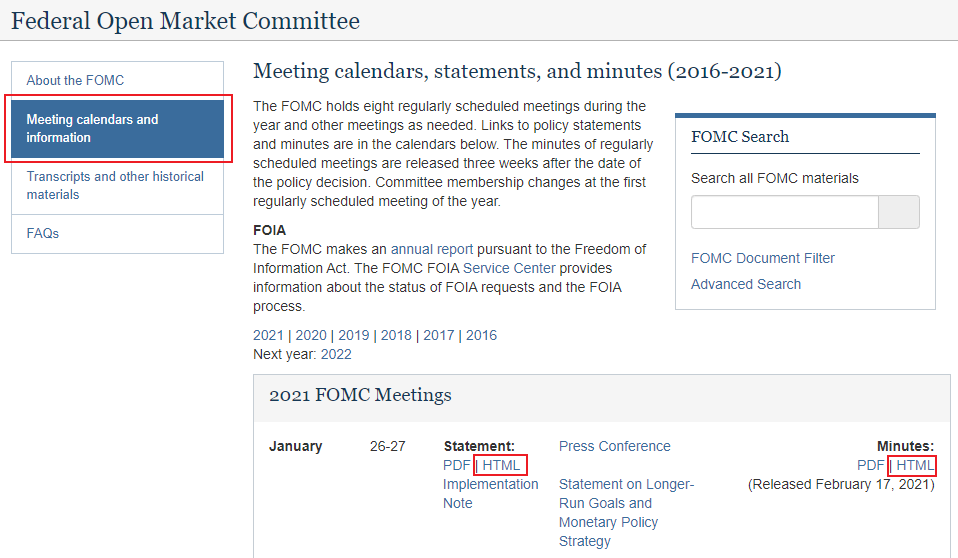 Federal Open Market Committee
About the FOMC
Meeting calendars and
information
Transcripts and other historical
materials
FAQs
Meeting calendars, statements, and minutes (2016-2021)
The FOMC holds eight regularly scheduled meetings during the
year and other meetings as needed. Links to policy statements
and minutes are in the calendars below. The minutes of regularly
scheduled meetings are released three weeks after the date of
the policy decision. Committee membership changes at the first
regularly scheduled meeting of the year.
FOIA
The FOMC makes an annual report pursuant to the Freedom of
Information Act. The FOMC FOIA Service Center provides
information about the status of FOIA requests and the FOIA
process.
2021 | 2020 | 2019 | 2018 | 2017 | 2016
Next year: 2022
FOMC Search
Search all FOMC materials
FOMC Document Filter
Advanced Search
2021 FOMC Meetings
January
26-27
Statement:
PDF | HTML
Implementation
Note
Press Conference
Statement on Longer-
Run Goals and
Monetary Policy
Strategy
Minutes:
PDF | HTML
(Released February 17, 2021)